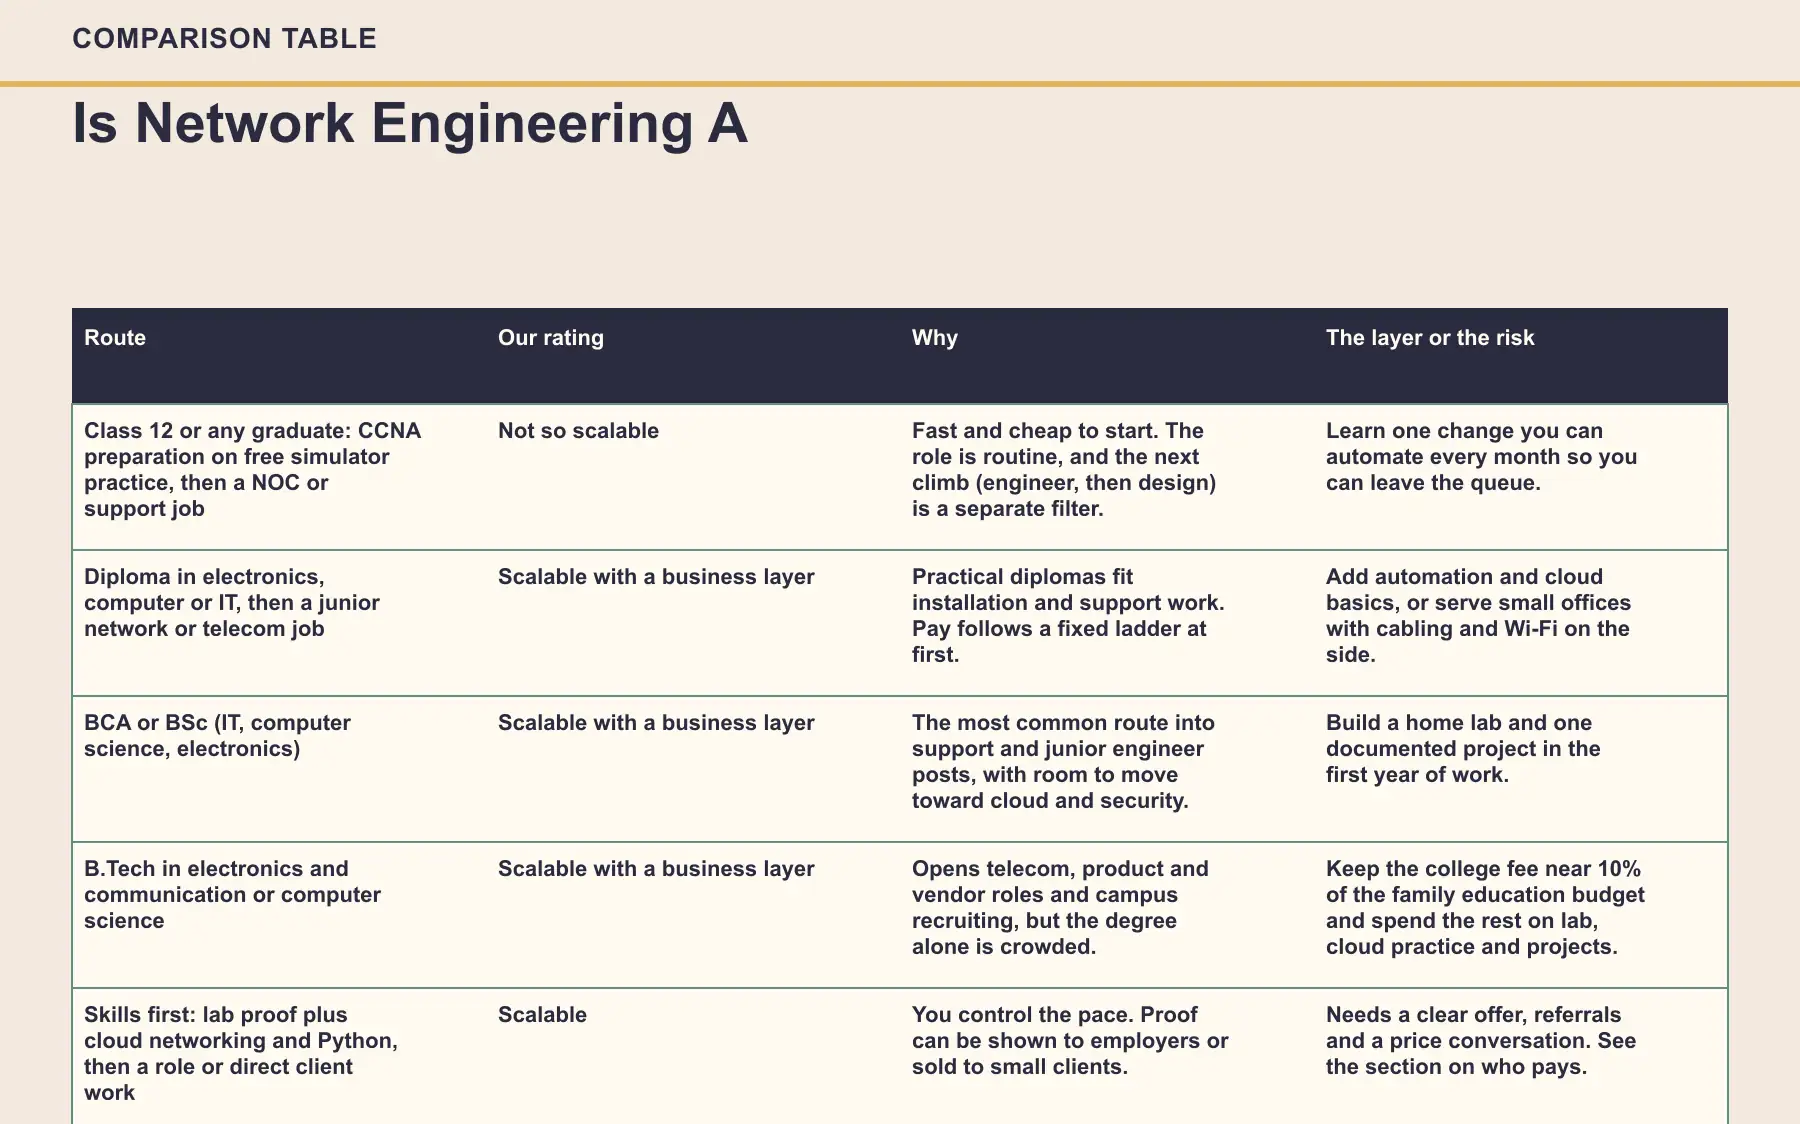 COMPARISON TABLE
Is Network Engineering A
Route
Our rating
Why
The layer or the risk
Class 12 or any graduate: CCNA
preparation on free simulator
practice, then a NOC or
support job
Not so scalable
Fast and cheap to start. The
role is routine, and the next
climb (engineer, then design)
is a separate filter.
Learn one change you can
automate every month so you
can leave the queue.
Diploma in electronics,
computer or IT, then a junior
network or telecom job
Scalable with a business layer
Practical diplomas fit
installation and support work.
Pay follows a fixed ladder at
first.
Add automation and cloud
basics, or serve small offices
with cabling and Wi-Fi on the
side.
BCA or BSc (IT, computer
science, electronics)
Scalable with a business layer
The most common route into
support and junior engineer
posts, with room to move
toward cloud and security.
Build a home lab and one
documented project in the
first year of work.
B.Tech in electronics and
communication or computer
science
Scalable with a business layer
Opens telecom, product and
vendor roles and campus
recruiting, but the degree
alone is crowded.
Keep the college fee near 10%
of the family education budget
and spend the rest on lab,
cloud practice and projects.
Skills first: lab proof plus
cloud networking and Python,
then a role or direct client
work
Scalable
You control the pace. Proof
can be shown to employers or
sold to small clients.
Needs a clear offer, referrals
and a price conversation. See
the section on who pays.